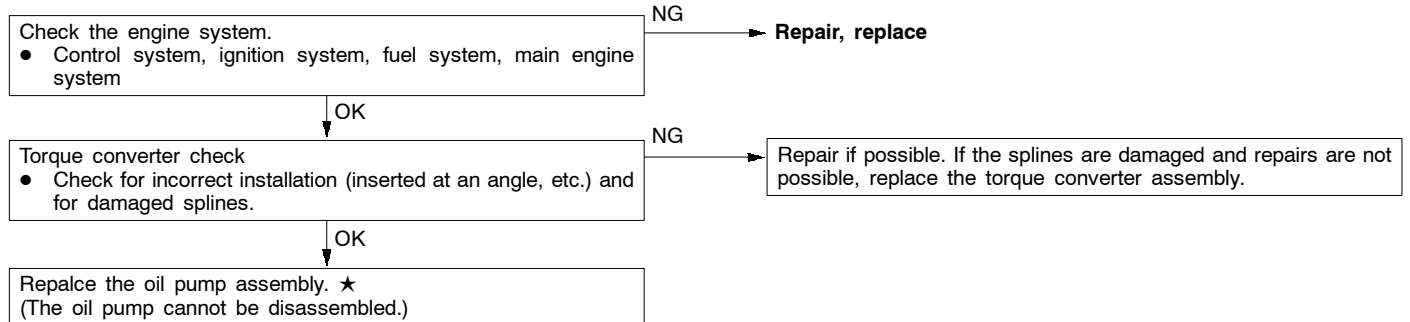 Check the engine system.
NG
Repair, replace
● Control system, ignition system, fuel system, main engine
system
OK
Torque converter check
NG
● Check for incorrect installation (inserted at an angle, etc.) and
for damaged splines.
Repair if possible. If the splines are damaged and repairs are not
possible, replace the torque converter assembly.
OK
Repalce the oil pump assembly. ★
(The oil pump cannot be disassembled.)